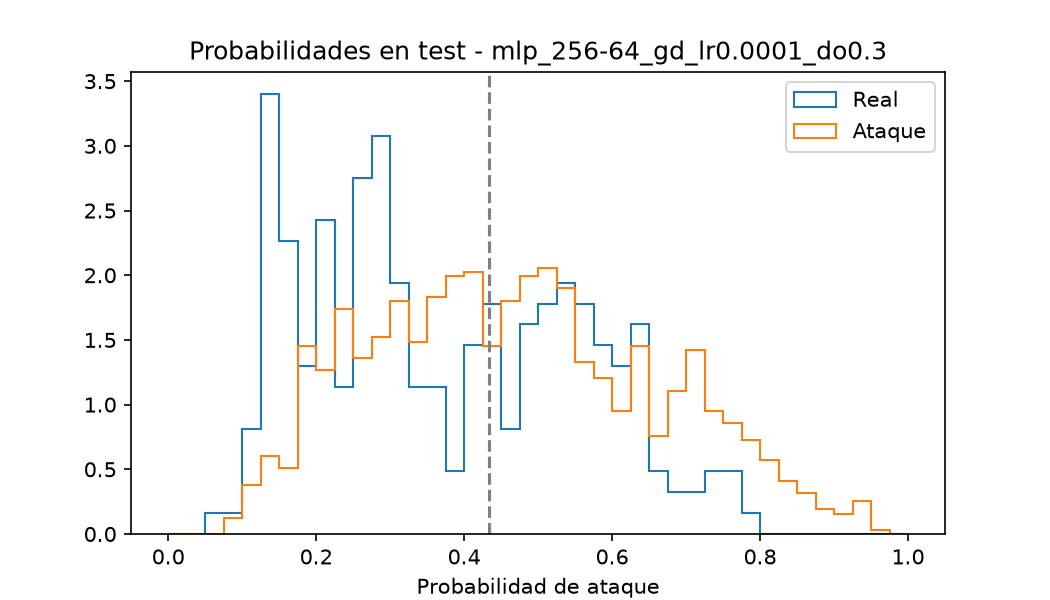 Probabilidades en test - mlp_256-64_gd_lr0.0001_do0.3
Real
Ataque
3.5
3.0
2.5
2.0
1.5
1.0
0.5
0.0
0.0 0.2 0.4 0.6 0.8 1.0
Probabilidad de ataque